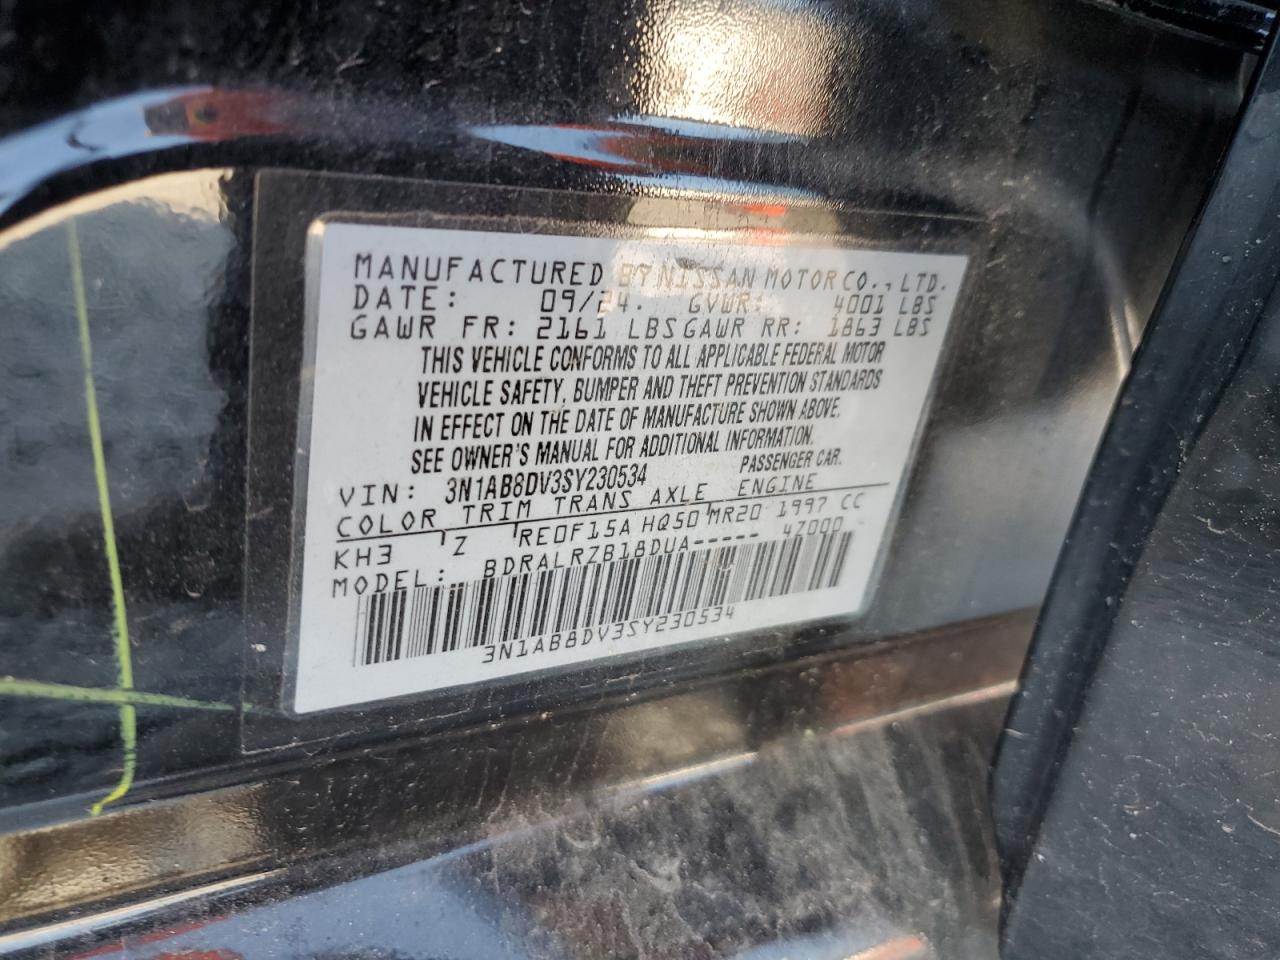 MANUFACTURED BY NISSAN MOTOR CO., LTD.
DATE: 09/24. GVWR: 4001 LBS
GAWR FR: 2161 LBS GAWR RR: 1863 LBS
THIS VEHICLE CONFORMS TO ALL APPLICABLE FEDERAL MOTOR
VEHICLE SAFETY, BUMPER AND THEFT PREVENTION STANDARDS
IN EFFECT ON THE DATE OF MANUFACTURE SHOWN ABOVE.
SEE OWNER'S MANUAL FOR ADDITIONAL INFORMATION.
VIN: 3N1AB8DV3SY230534 PASSENGER CAR.
COLOR TRIM TRANS AXLE ENGINE
KH3 Z RE0F15A HQ50 MR20 1997 CC
MODEL: BDRALRZB18DUA----- 47000
3N1AB8DV3SY230534